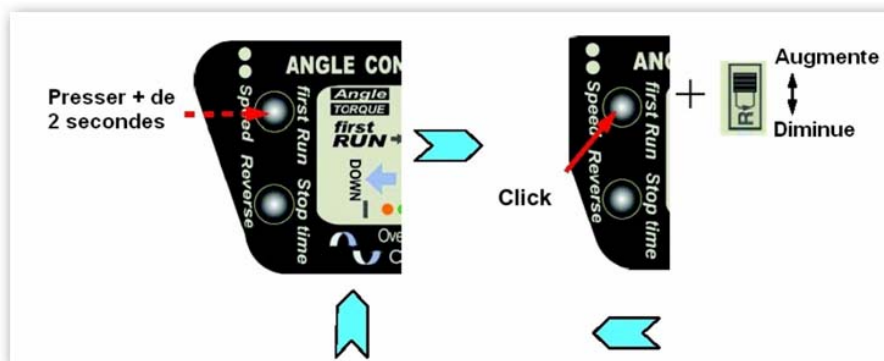 Presser + de
2 secondes
ANGLE CON
Speed
first Run
Reverse
Stop time
Angle
TORQUE
first
RUN
DOWN
Ove
C
Click
ANG
Speed
first Run
Reverse
Stop time
+
R
Augmente
Diminue